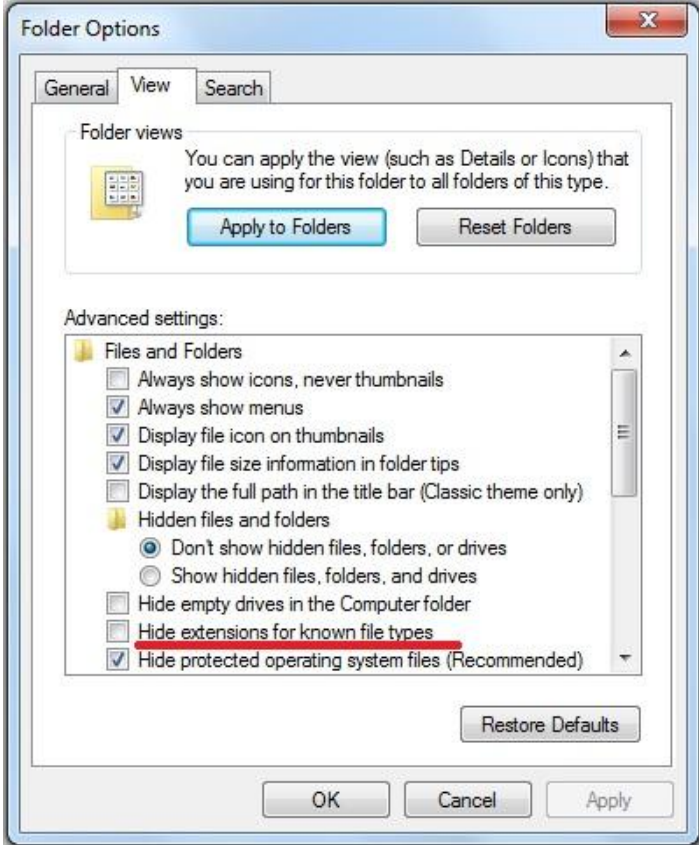 Folder Options
General
View
Search
Folder views
You can apply the view (such as Details or Icons) that
you are using for this folder to all folders of this type.
Apply to Folders
Reset Folders
Advanced settings:
Files and Folders
Always show icons, never thumbnails
Always show menus
Display file icon on thumbnails
Display file size information in folder tips
Display the full path in the title bar (Classic theme only)
Hidden files and folders
Don't show hidden files, folders, or drives
Show hidden files, folders, and drives
Hide empty drives in the Computer folder
Hide extensions for known file types
Hide protected operating system files (Recommended)
Restore Defaults
OK
Cancel
Apply